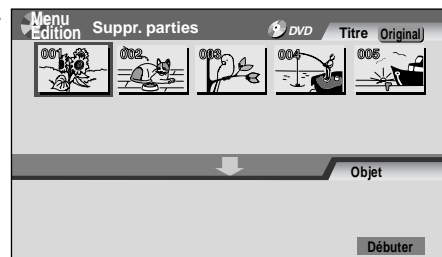 Menu
Edition Suppr. parties DVD Titre Original
001 002 003 004 005
Objet
Débuter